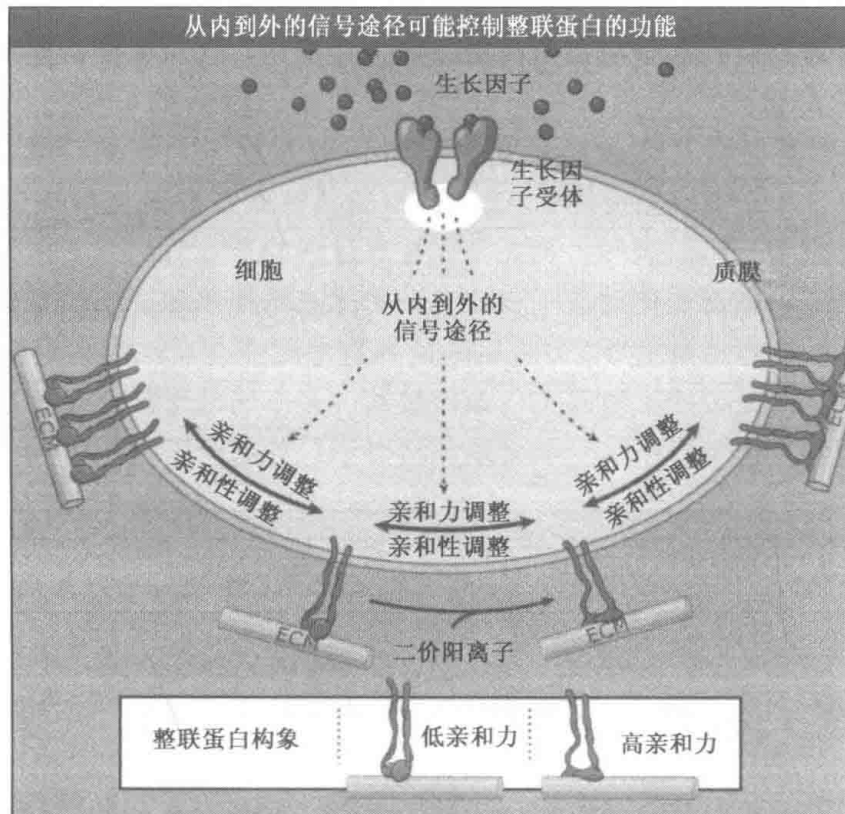 从内到外的信号途径可能控制整联蛋白的功能
生长因子
生长因
子受体
细胞
质膜
从内到外的
信号途径
ECM
ECM
亲和力调整
亲和性调整
亲和力调整
亲和性调整
亲和力调整
亲和性调整
ECM
ECM
二价阳离子
整联蛋白构象
低亲和力
高亲和力